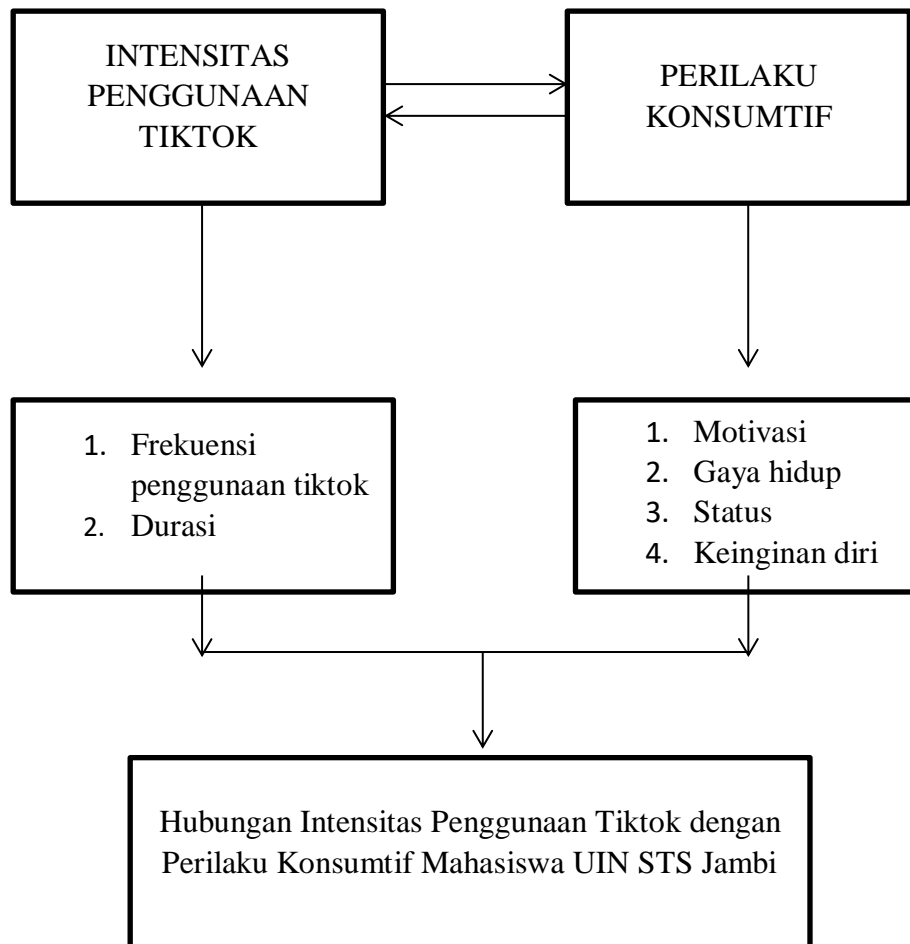 INTENSITAS
PENGGUNAAN
TIKTOK
PERILAKU
KONSUMTIF
1. Frekuensi
penggunaan tiktok
2. Durasi
1. Motivasi
2. Gaya hidup
3. Status
4. Keinginan diri
Hubungan Intensitas Penggunaan Tiktok dengan
Perilaku Konsumtif Mahasiswa UIN STS Jambi